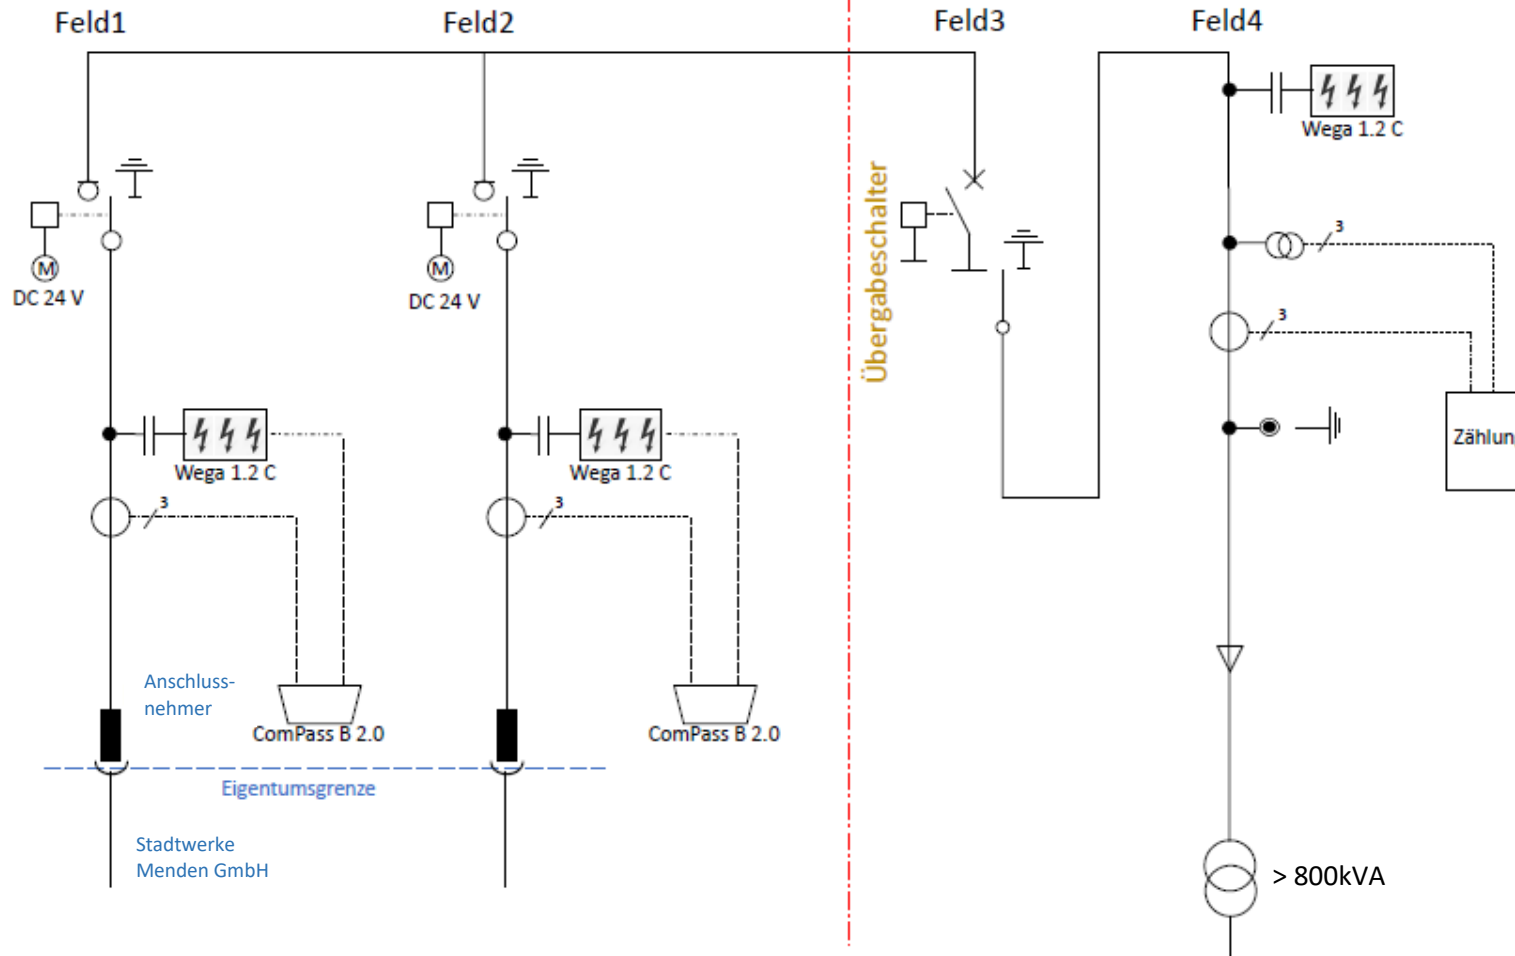 Feld1
Feld2
Feld3
Feld4
Wega 1.2 C
Übergabeschalter
3
M
DC 24 V
M
DC 24 V
3
Zählun
Wega 1.2 C
Wega 1.2 C
3
3
Anschluss-
nehmer
ComPass B 2.0
ComPass B 2.0
Eigentumsgrenze
Stadtwerke
Menden GmbH
> 800kVA